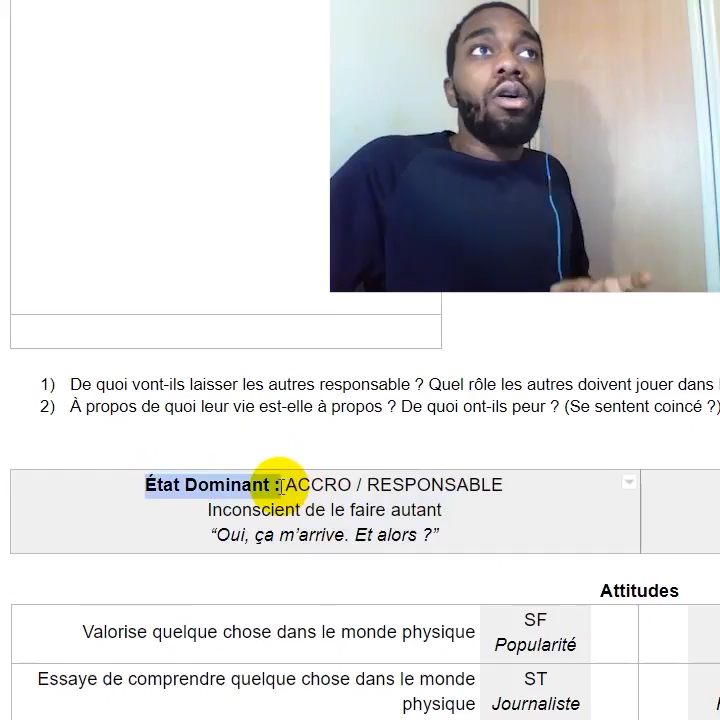 1) De quoi vont-ils laisser les autres responsable ? Quel rôle les autres doivent jouer dans
2) À propos de quoi leur vie est-elle à propos ? De quoi ont-ils peur ? (Se sentent coincé ?)
État Dominant : ACCRO / RESPONSABLE
Inconscient de le faire autant
“Oui, ça m’arrive. Et alors ?”
Attitudes
Valorise quelque chose dans le monde physique
SF
Popularité
Essaye de comprendre quelque chose dans le monde
physique
ST
Journaliste